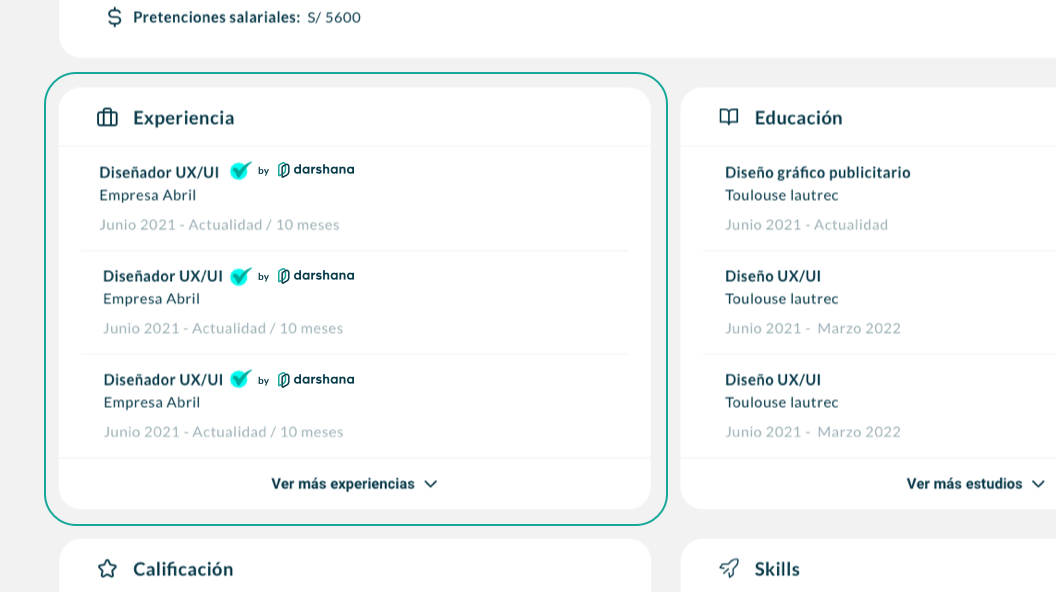 Pretenciones salariales: S/ 5600
Experiencia
Diseñador UX/UI by darshana
Empresa Abril
Junio 2021 - Actualidad / 10 meses
Diseñador UX/UI by darshana
Empresa Abril
Junio 2021 - Actualidad / 10 meses
Diseñador UX/UI by darshana
Empresa Abril
Junio 2021 - Actualidad / 10 meses
Ver más experiencias
Educación
Diseño gráfico publicitario
Toulouse lautrec
Junio 2021 - Actualidad
Diseño UX/UI
Toulouse lautrec
Junio 2021 - Marzo 2022
Diseño UX/UI
Toulouse lautrec
Junio 2021 - Marzo 2022
Ver más estudios
Calificación
Skills